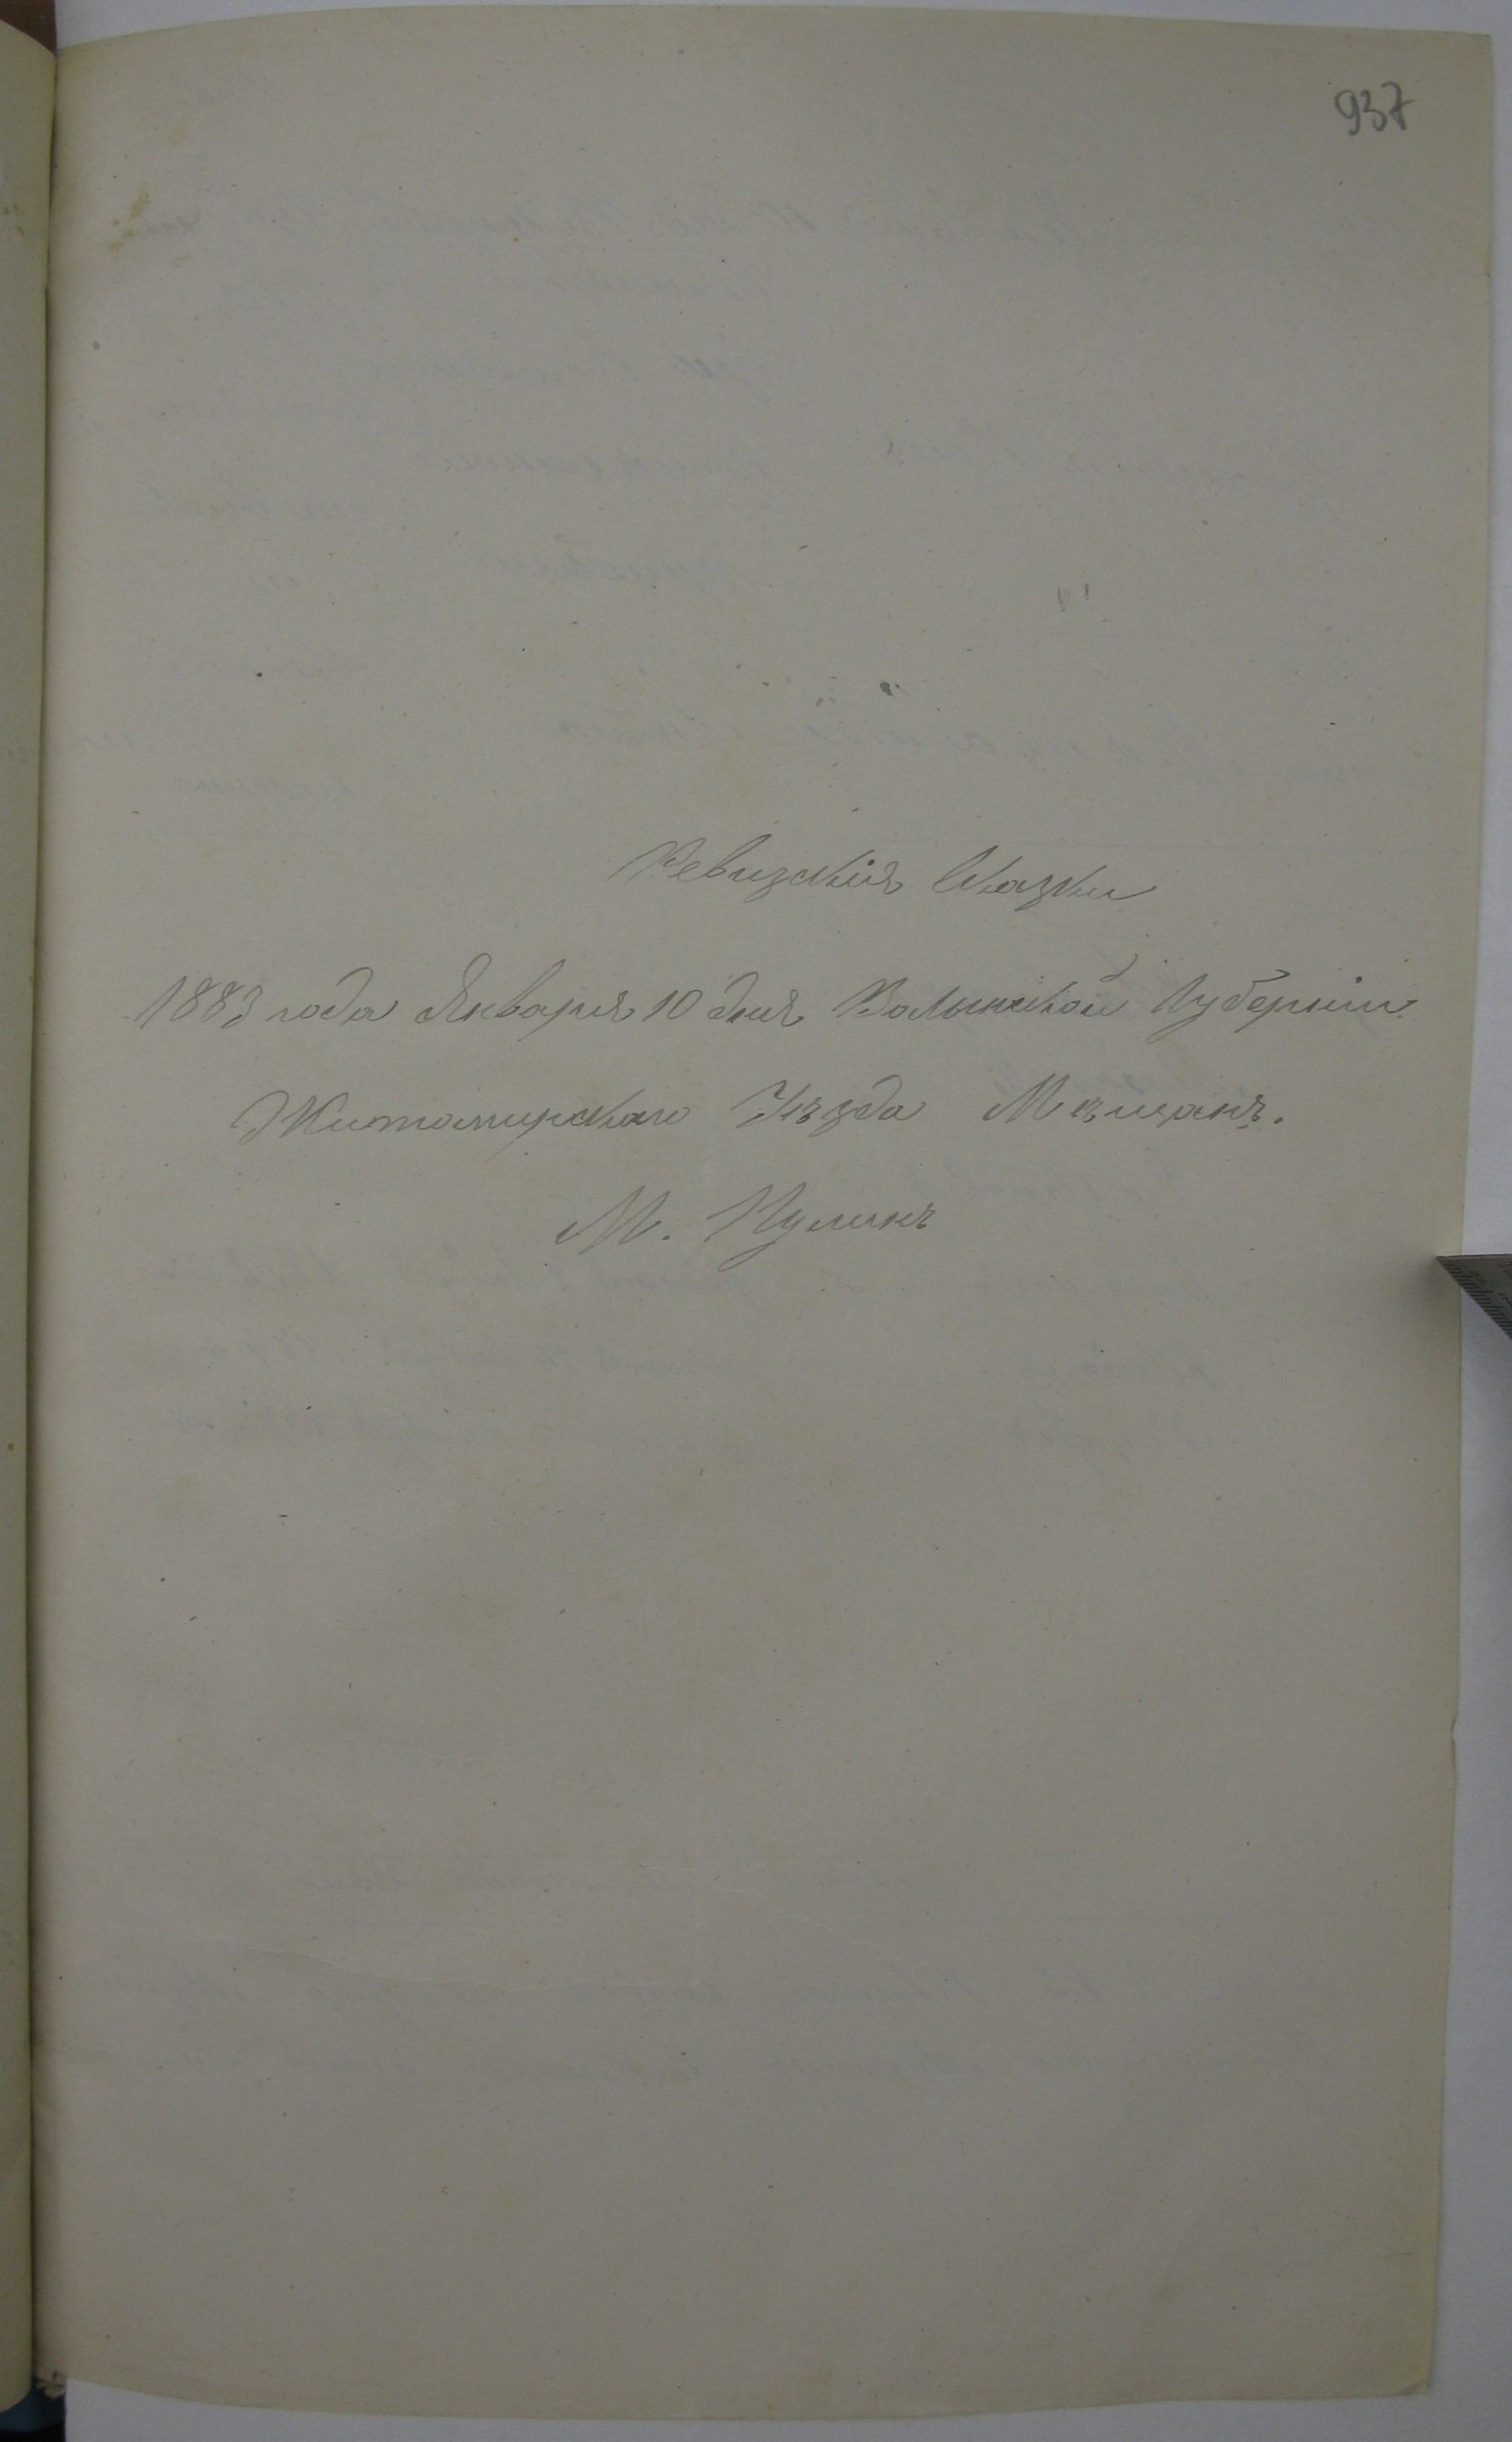 937
Ревизскія Сказки
1883 года Января 10 дня Волынской Губерніи
Житомирскаго Уѣзда Мѣщанъ.
М. Пулинъ